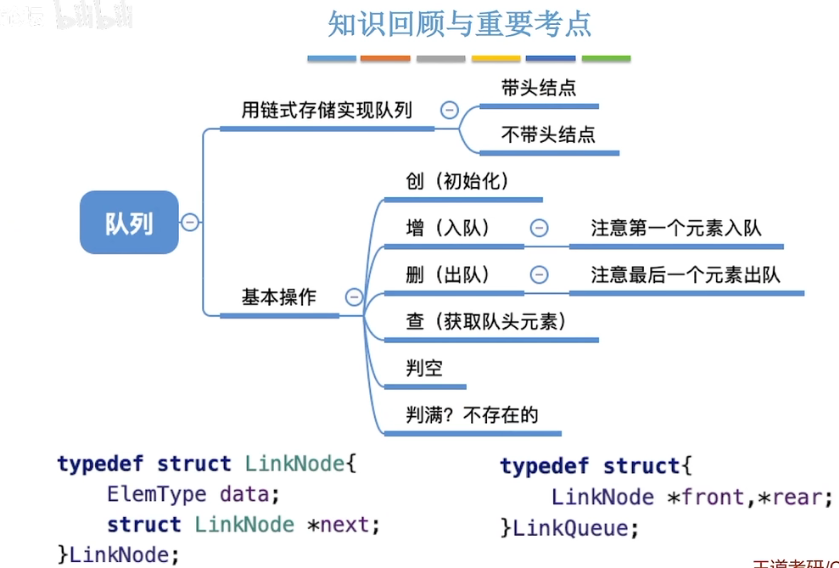 知识回顾与重要考点
队列
用链式存储实现队列
带头结点
不带头结点
基本操作
创（初始化）
增（入队）
注意第一个元素入队
删（出队）
注意最后一个元素出队
查（获取队头元素）
判空
判满？不存在的
typedef struct LinkNode{
ElemType data;
struct LinkNode *next;
}LinkNode;
typedef struct{
LinkNode *front,*rear;
}LinkQueue;
王道考研/C